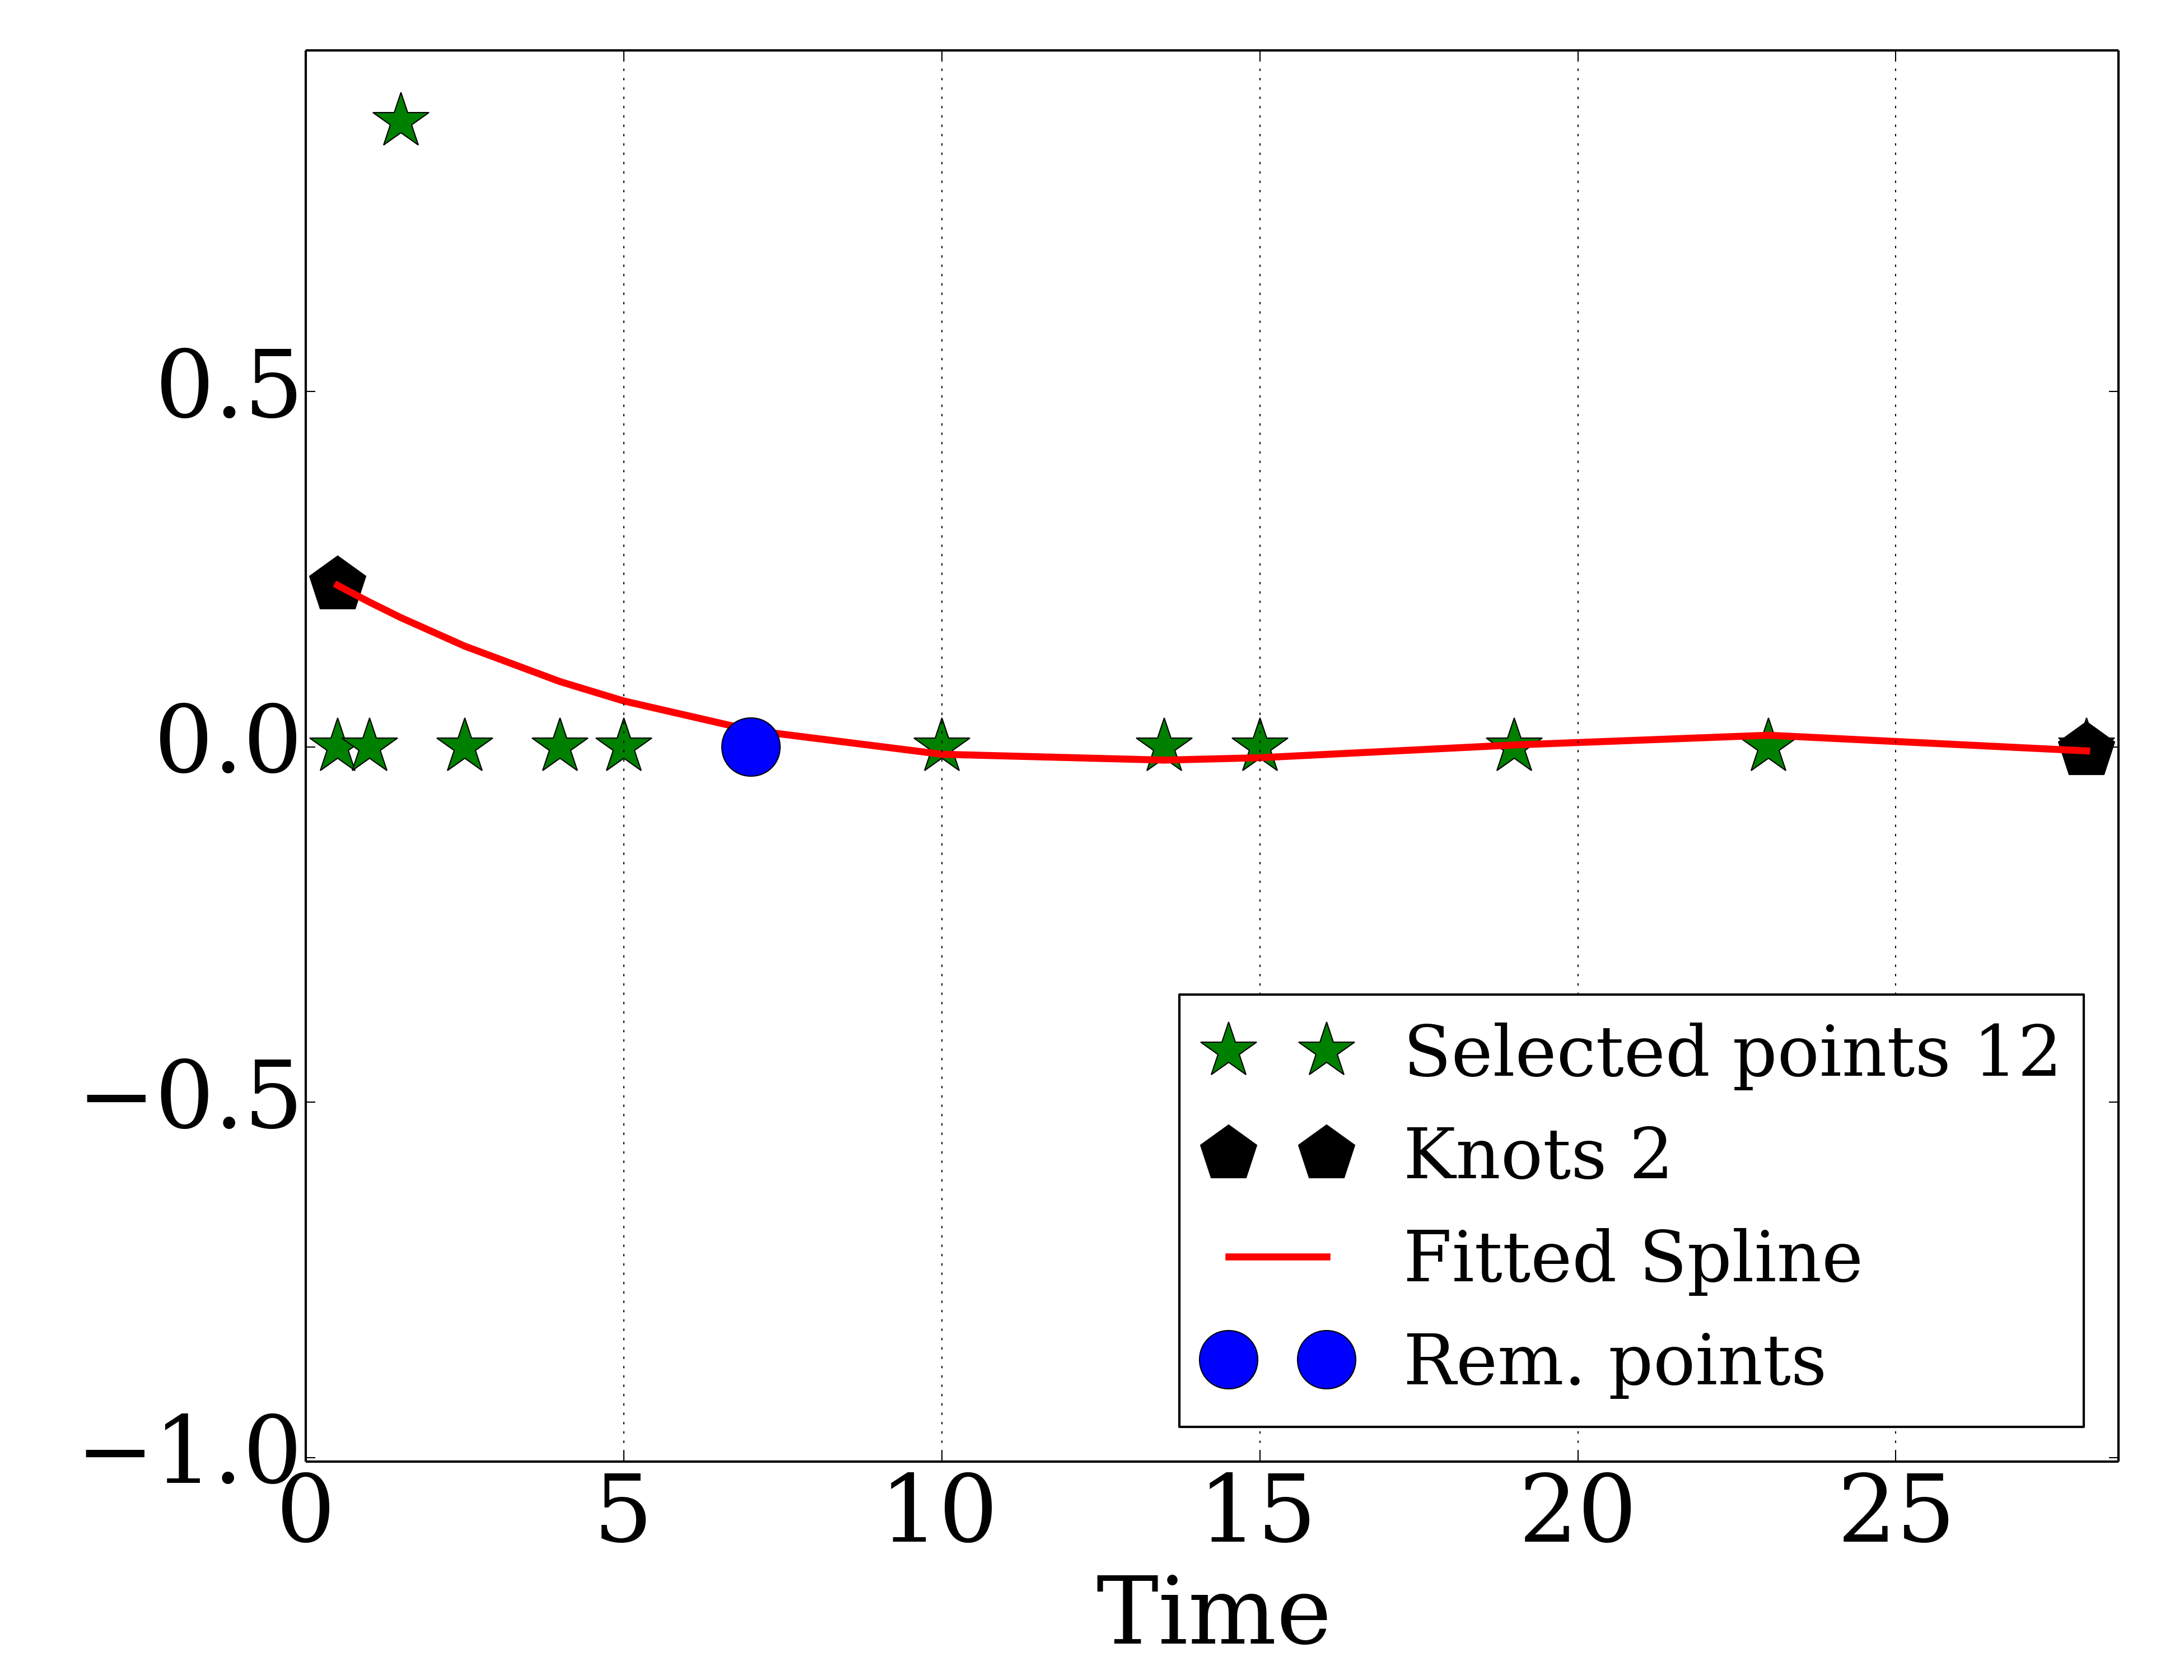 0.5
0.0
−0.5
−1.0
0 5 10 15 20 25
Time
Selected points 12
Knots 2
Fitted Spline
Rem. points